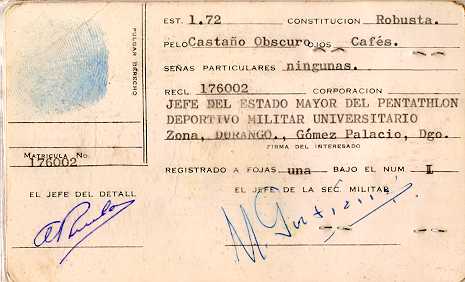 EST. 1.72 CONSTITUCION Robusta.
PELO Castaño Obscuro OJOS Cafés.
SEÑAS PARTICULARES ningunas.
RECL 176002 CORPORACION
JEFE DEL ESTADO MAYOR DEL PENTATHLON
DEPORTIVO MILITAR UNIVERSITARIO
Zona, DURANGO., Gómez Palacio, Dgo.
FIRMA DEL INTERESADO
REGISTRADO A FOJAS una BAJO EL NUM I
EL JEFE DE LA SEC. MILITAR
PULGAR DERECHO
MATRICULA No.
176002
EL JEFE DEL DETALL